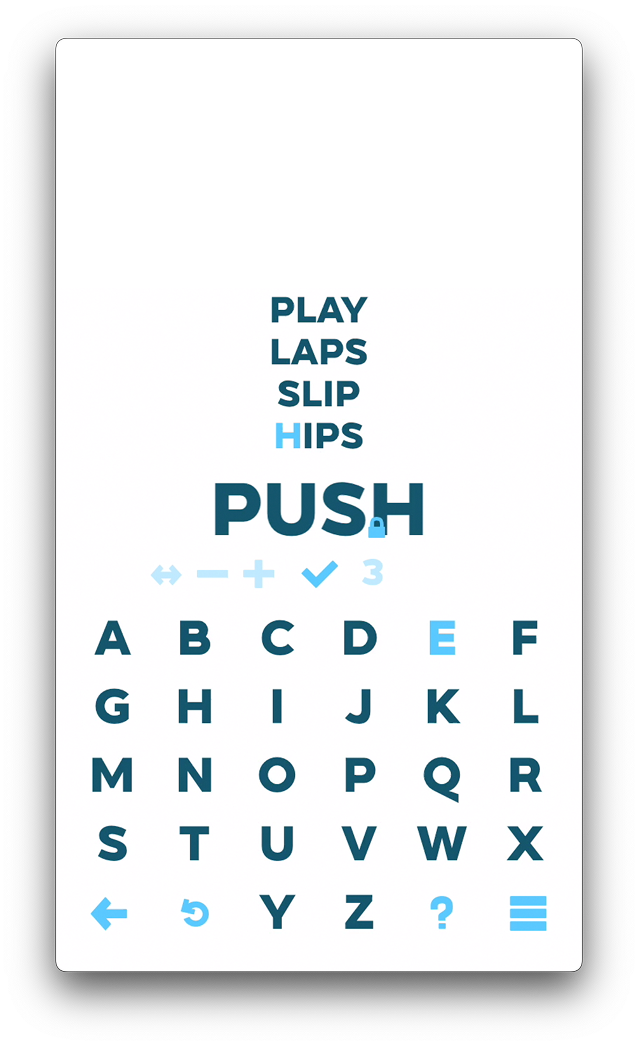 PLAY
LAPS
SLIP
HIPS
PUSH
3
A B C D E F
G H I J K L
M N O P Q R
S T U V W X
Y Z ?